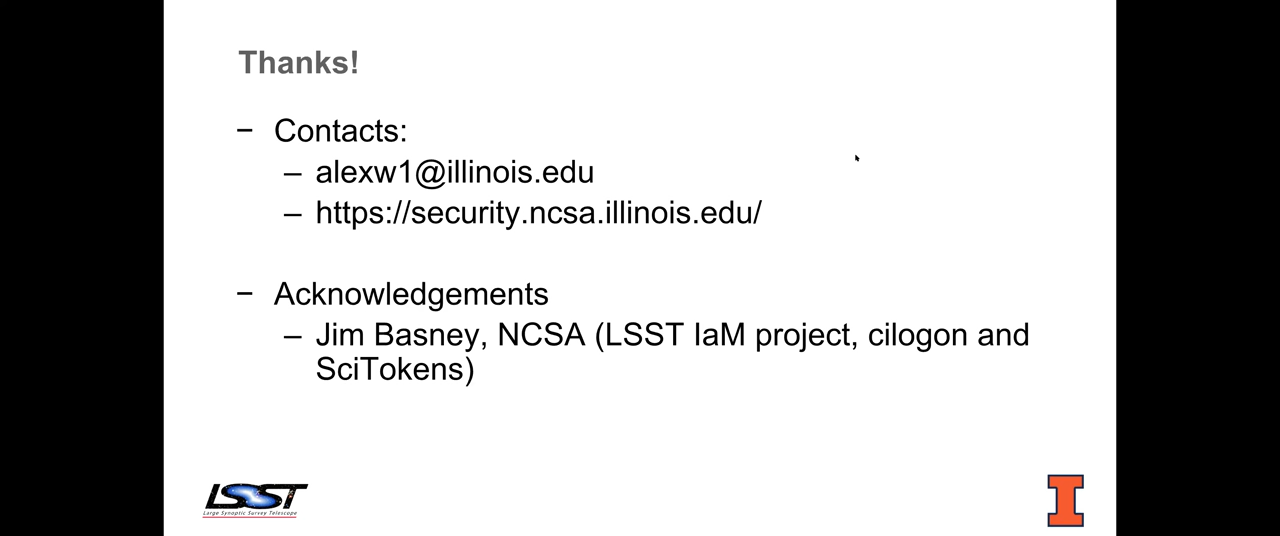 Thanks!
− Contacts:
– alexw1@illinois.edu
– https://security.ncsa.illinois.edu/
− Acknowledgements
– Jim Basney, NCSA (LSST IaM project, cilogon and
SciTokens)
LSST
Large Synoptic Survey Telescope
I